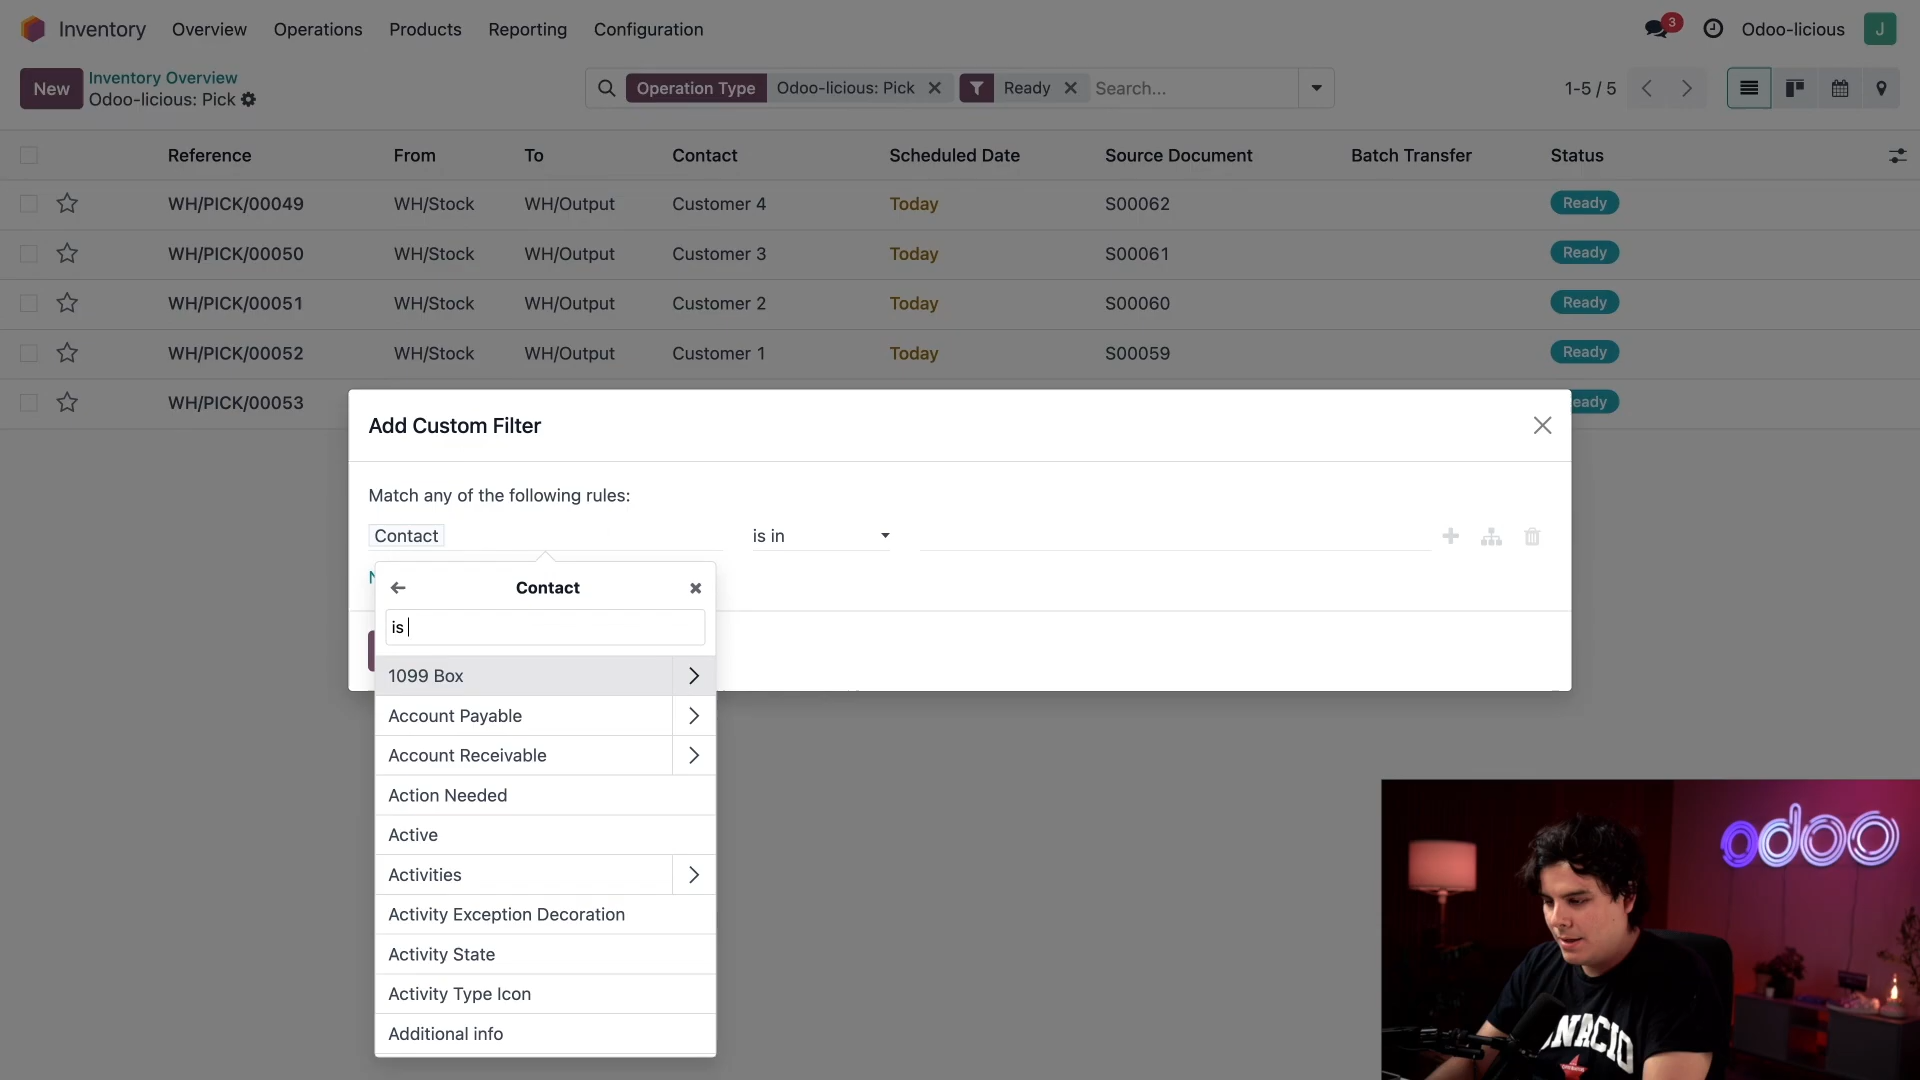 Inventory Overview Operations Products Reporting Configuration 3 Odoo-licious J
New Inventory Overview
Odoo-licious: Pick
Operation Type Odoo-licious: Pick Ready Search... 1-5 / 5
Reference From To Contact Scheduled Date Source Document Batch Transfer Status
WH/PICK/00049 WH/Stock WH/Output Customer 4 Today S00062 Ready
WH/PICK/00050 WH/Stock WH/Output Customer 3 Today S00061 Ready
WH/PICK/00051 WH/Stock WH/Output Customer 2 Today S00060 Ready
WH/PICK/00052 WH/Stock WH/Output Customer 1 Today S00059 Ready
WH/PICK/00053 eady
Add Custom Filter
Match any of the following rules:
Contact is in
Contact
is
1099 Box
Account Payable
Account Receivable
Action Needed
Active
Activities
Activity Exception Decoration
Activity State
Activity Type Icon
Additional info
odoo
NACIO